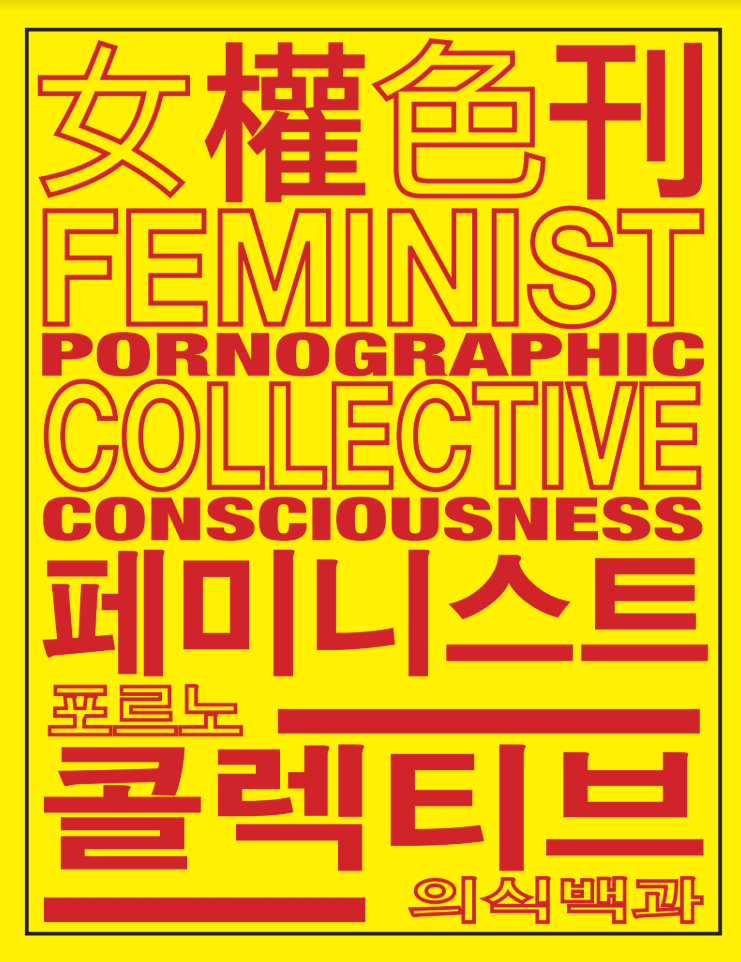 女權色刊
FEMINIST
PORNOGRAPHIC
COLLECTIVE
CONSCIOUSNESS
페미니스트
포르노
콜렉티브
의식백과